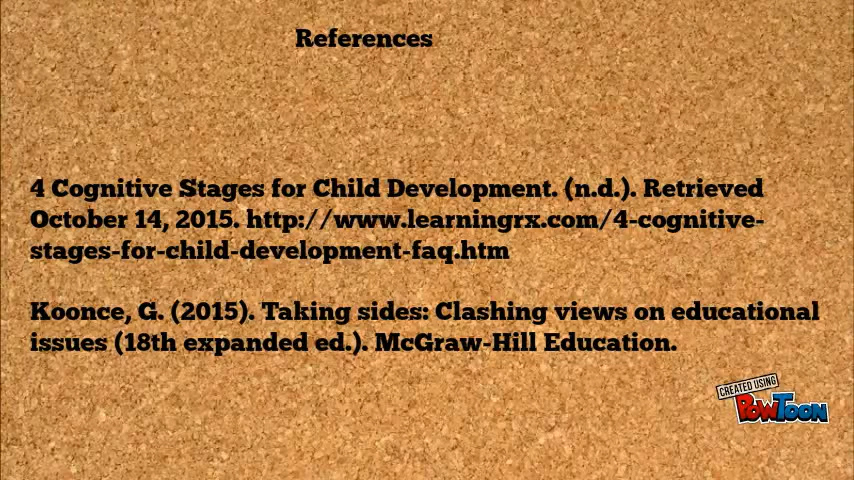 References
4 Cognitive Stages for Child Development. (n.d.). Retrieved
October 14, 2015. http://www.learningrx.com/4-cognitive-
stages-for-child-development-faq.htm
Koonce, G. (2015). Taking sides: Clashing views on educational
issues (18th expanded ed.). McGraw-Hill Education.
CREATED USING
POWTOON